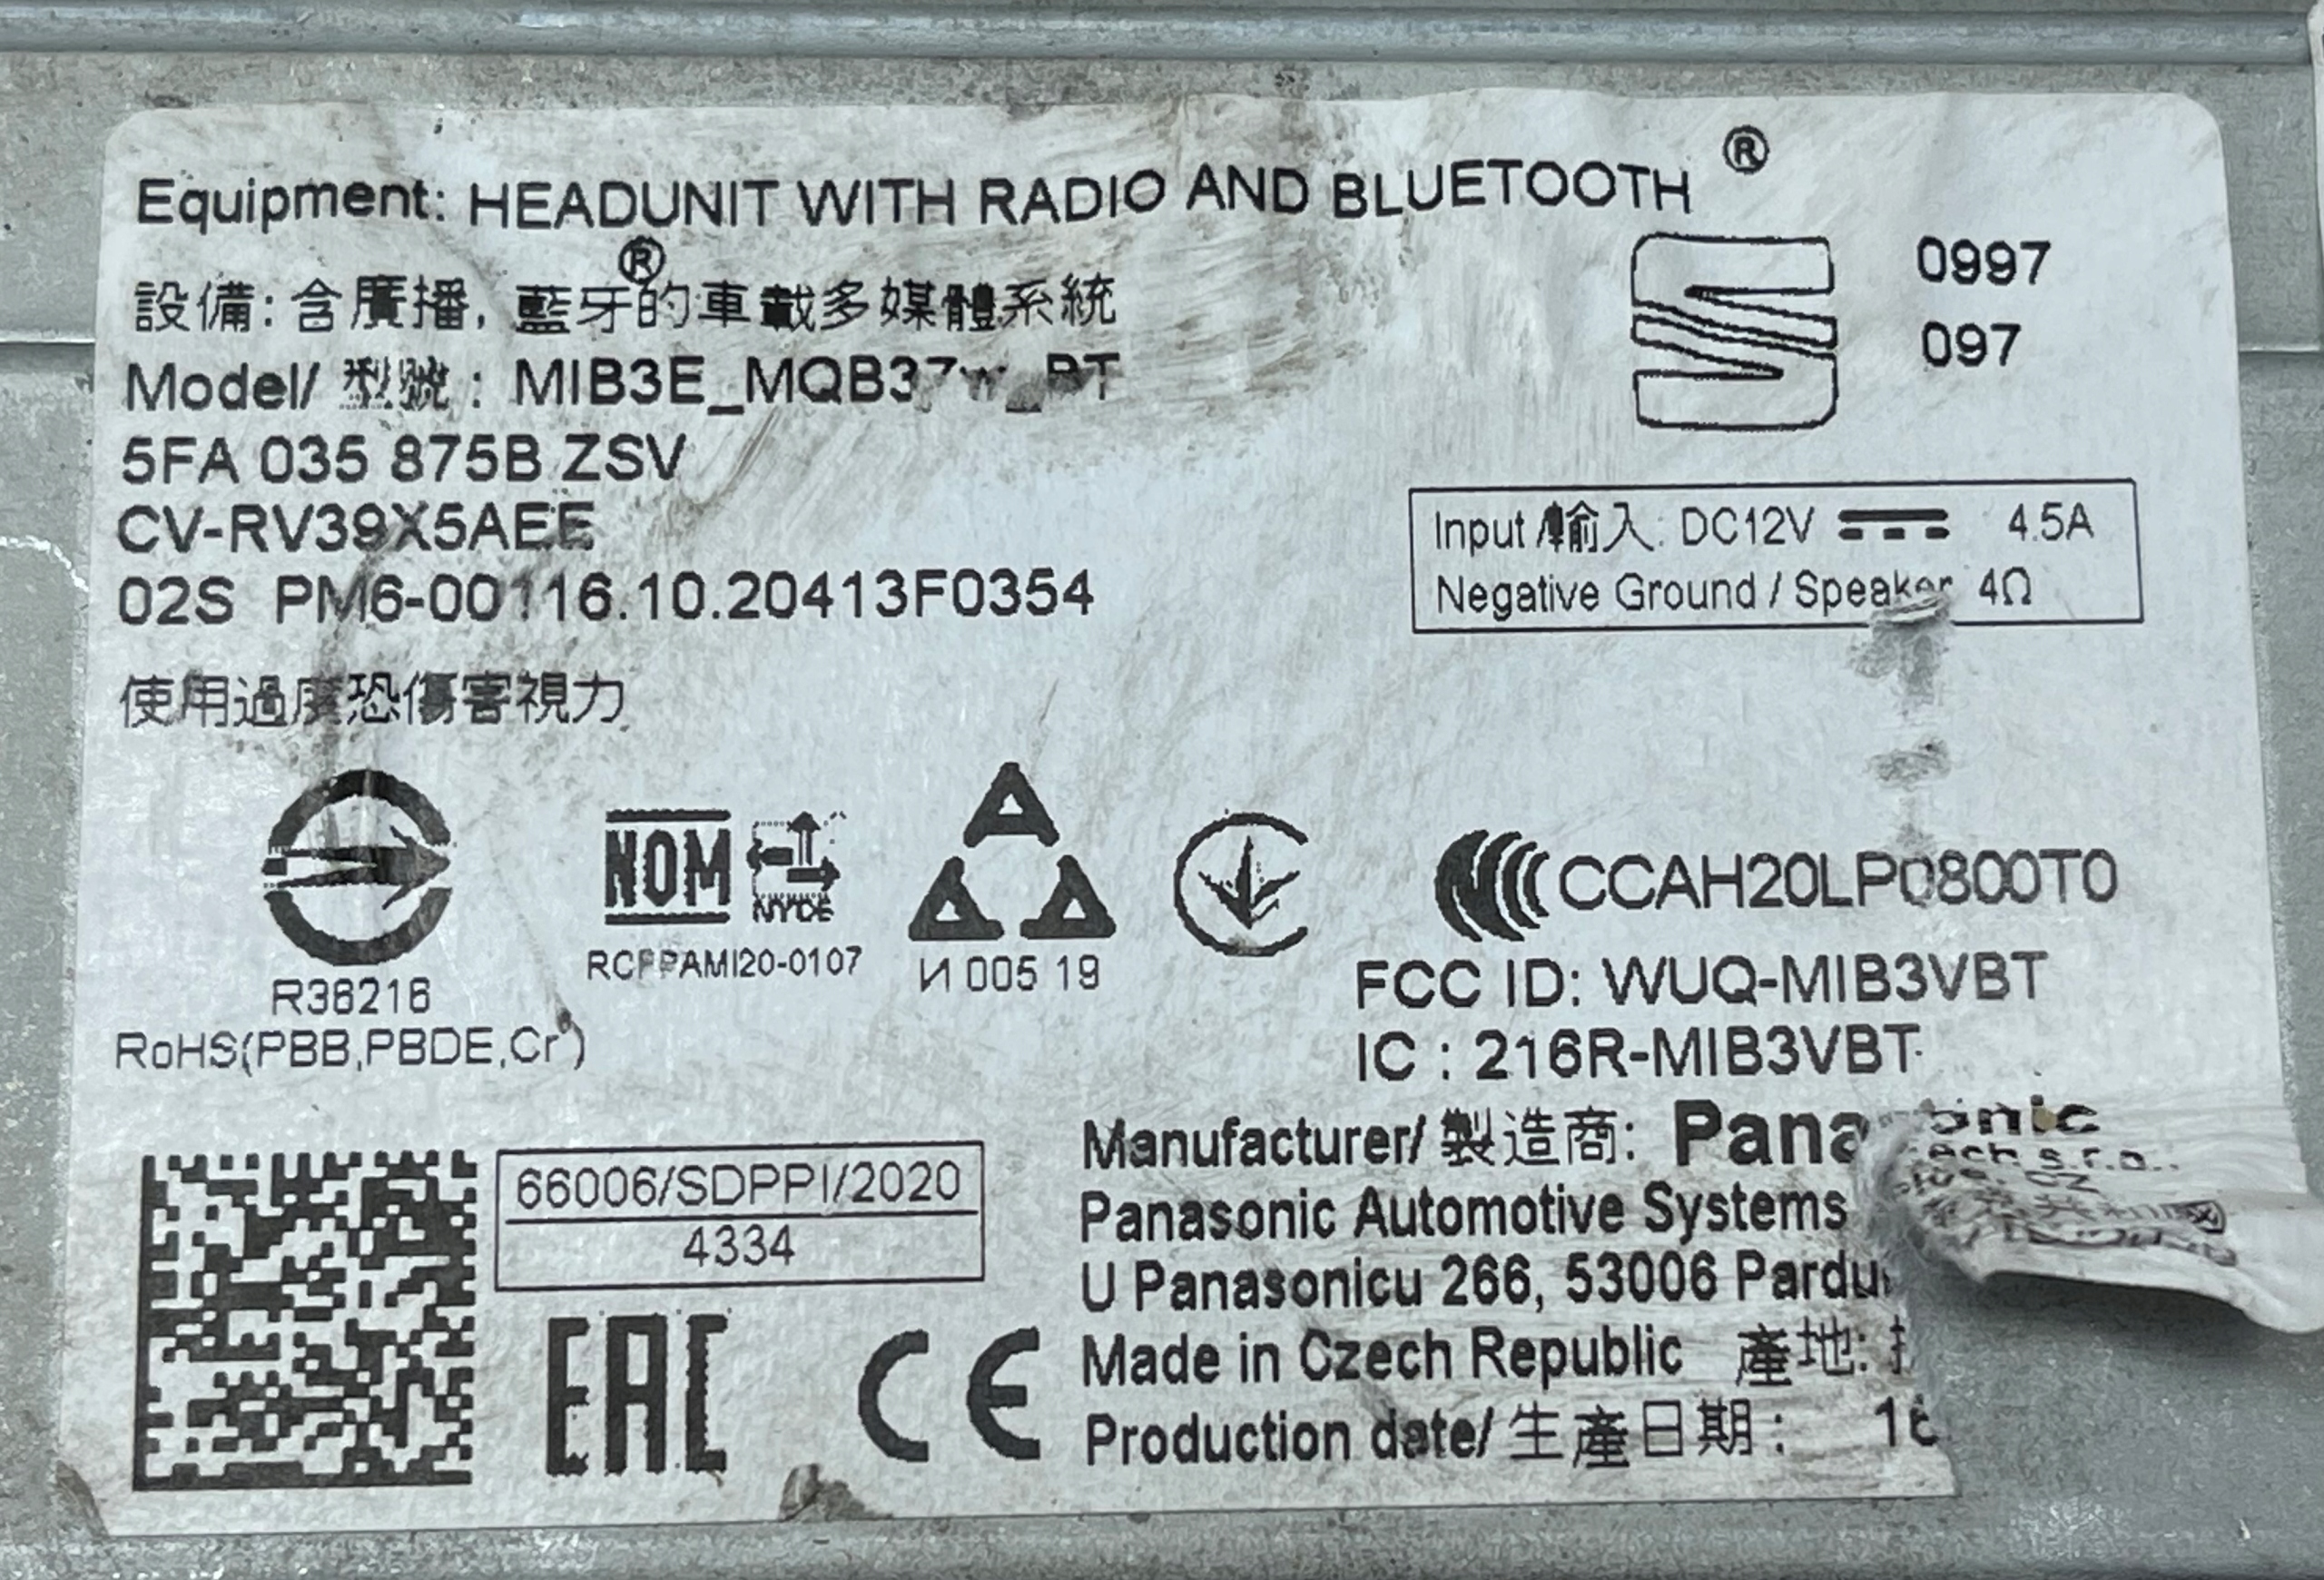 Equipment: HEADUNIT WITH RADIO AND BLUETOOTH ®
設備: 含廣播, 藍牙®的車載多媒體系統
Model/ 型號 : MIB3E_MQB37w_BT
5FA 035 875B ZSV
CV-RV39X5AEE
02S PM6-00116.10.20413F0354
0997
097
Input / 輸入: DC12V 4.5A
Negative Ground / Speaker 4Ω
使用過度恐傷害視力
R36216
RoHS(PBB,PBDE,Cr )
NOM
NYCE
RCPPAMI20-0107
И 005 19
CCAH20LP0800T0
FCC ID: WUQ-MIB3VBT
IC : 216R-MIB3VBT
66006/SDPPI/2020
4334
EAC CE
Manufacturer/ 製造商: Panasonic
Panasonic Automotive Systems
U Panasonicu 266, 53006
Made in Czech Republic 產地:
Production date/ 生產日期 :